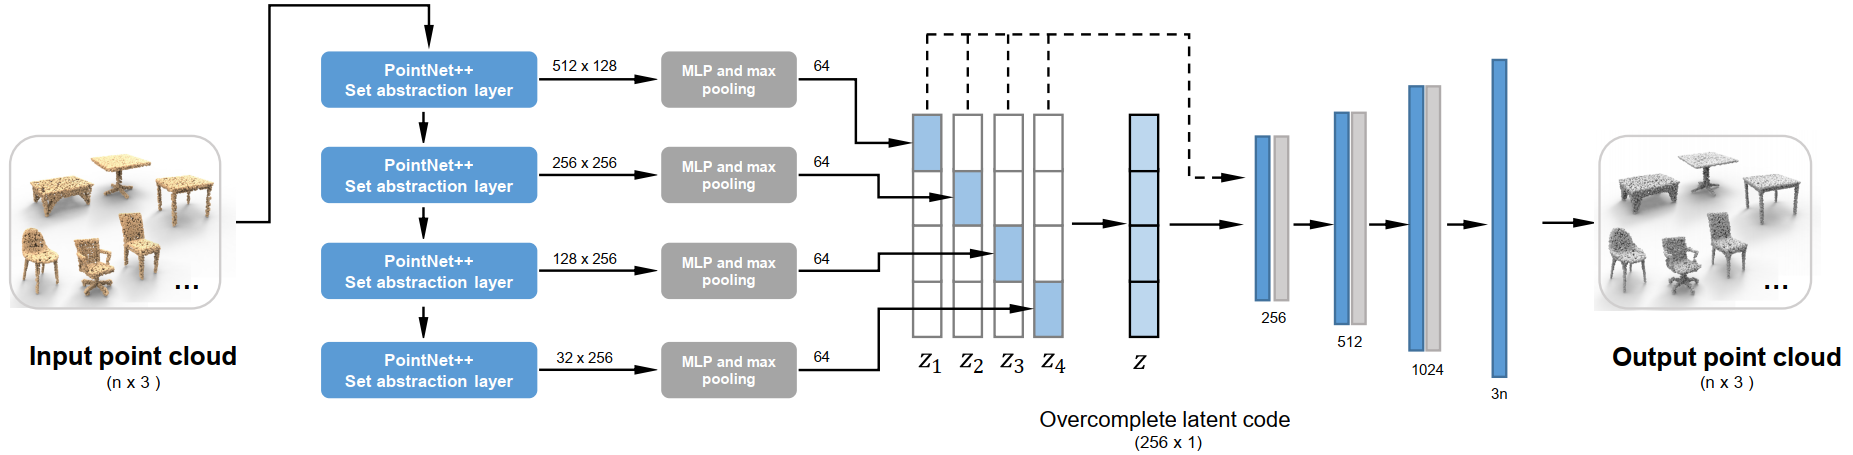 PointNet++
Set abstraction layer
512 x 128
MLP and max
pooling
64
PointNet++
Set abstraction layer
256 x 256
MLP and max
pooling
64
PointNet++
Set abstraction layer
128 x 256
MLP and max
pooling
64
PointNet++
Set abstraction layer
32 x 256
MLP and max
pooling
64
...
Input point cloud
(n x 3 )
z1 z2 z3 z4 z
Overcomplete latent code
(256 x 1)
256
512
1024
3n
...
Output point cloud
(n x 3 )